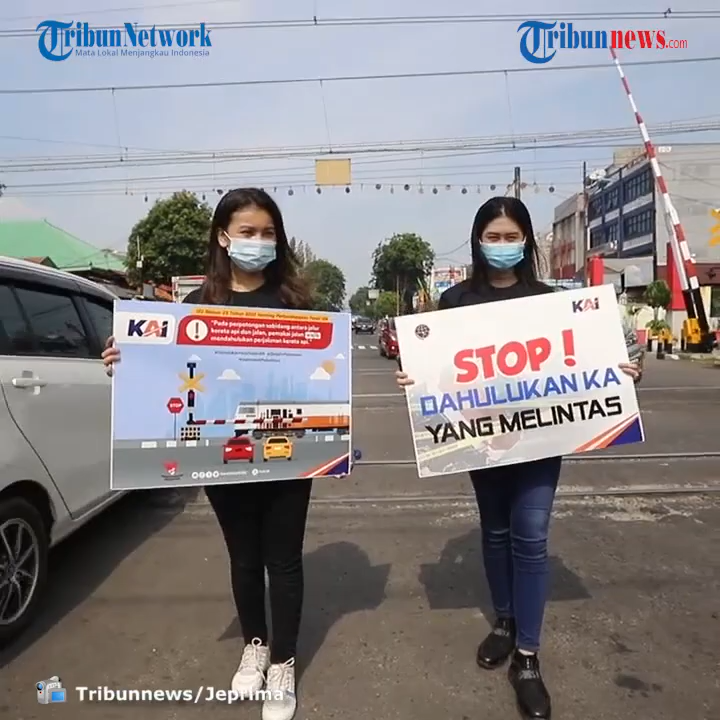 TribunNetwork
Mata Lokal Menjangkau Indonesia
Tribunnews.com
KAI
"Pada perpotongan sebidang antara jalur
kereta api dan jalan, pemakai jalan wajib
mendahulukan perjalanan kereta api."
STOP
KAI
STOP!
DAHULUKAN KA
YANG MELINTAS
Tribunnews/Jeprima